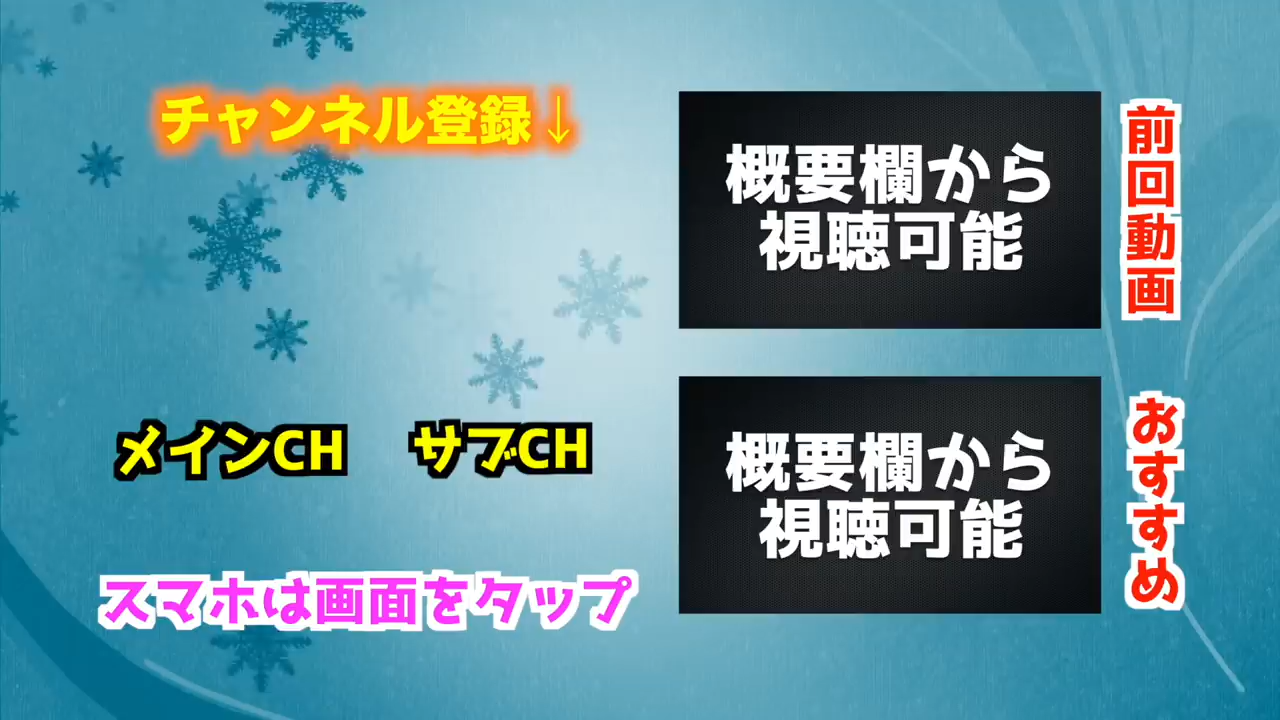 チャンネル登録↓
メインCH
サブCH
スマホは画面をタップ
概要欄から
視聴可能
前回動画
概要欄から
視聴可能
おすすめ